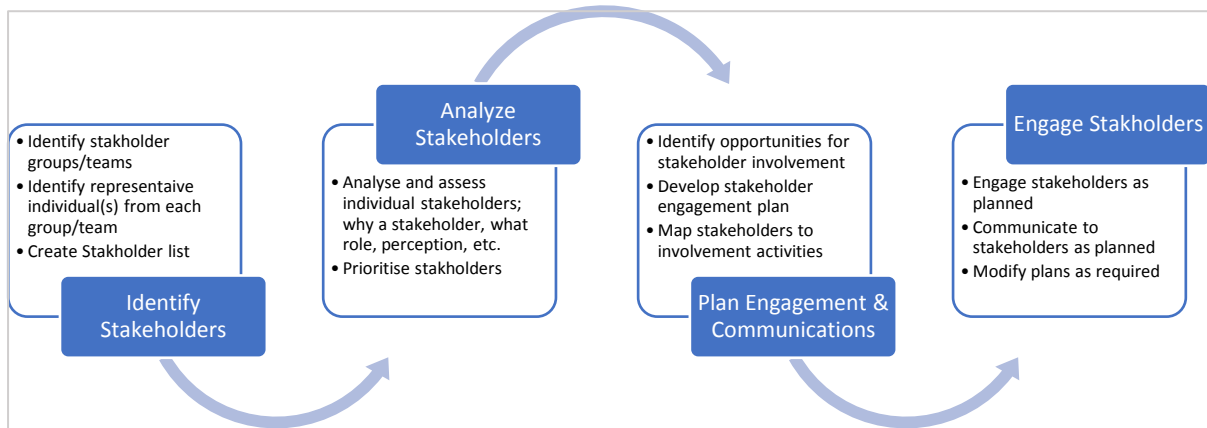 • Identify stakholder
groups/teams
• Identify representaive
individual(s) from each
group/team
• Create Stakholder list
Identify
Stakeholders
Analyze
Stakeholders
• Analyse and assess
individual stakeholders;
why a stakeholder, what
role, perception, etc.
• Prioritise stakholders
• Identify opportunities for
stakeholder involvement
• Develop stakeholder
engagement plan
• Map stakeholders to
involvement activities
Plan Engagement &
Communications
Engage Stakholders
• Engage stakeholders as
planned
• Communicate to
stakeholders as planned
• Modify plans as required